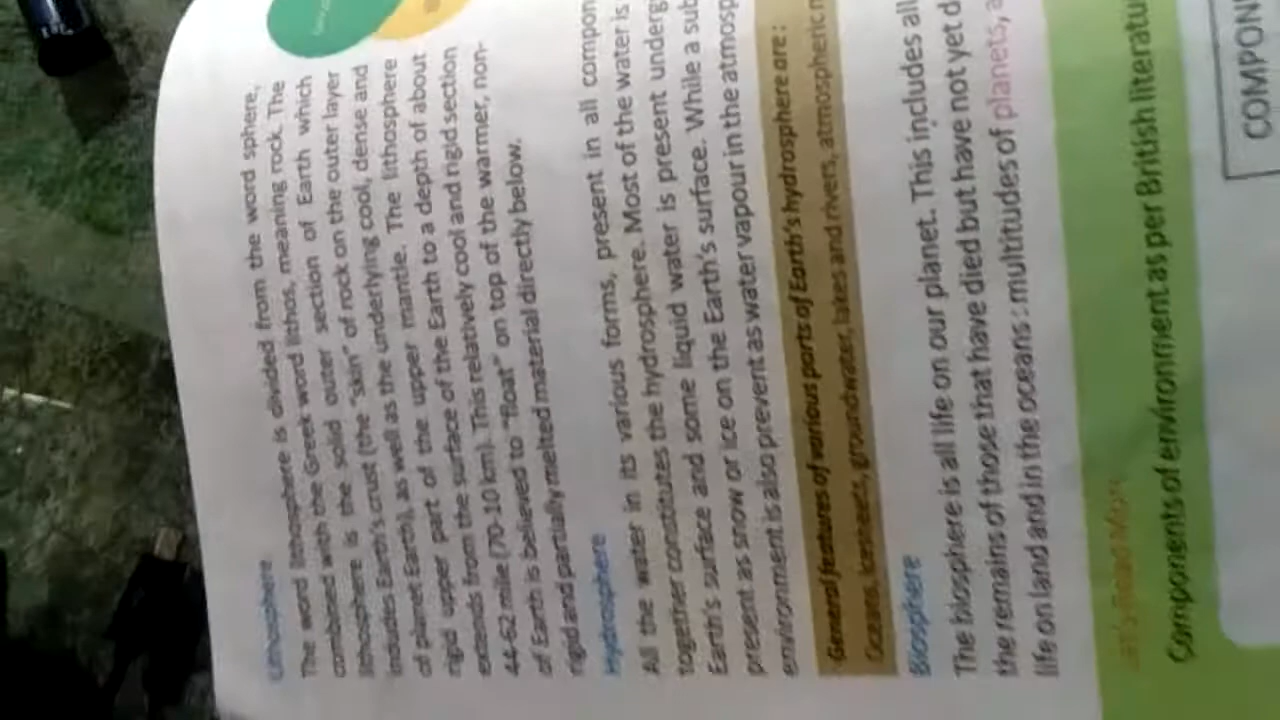 Lithosphere
The word lithosphere is divided from the word sphere,
combined with the Greek word lithos, meaning rock. The
lithosphere is the solid outer section of Earth which
includes Earth's crust (the "skin" of rock on the outer layer
of planet Earth), as well as the underlying cool, dense and
rigid upper part of the upper mantle. The lithosphere
extends from the surface of the Earth to a depth of about
44-62 mile (70-10 km). This relatively cool and rigid section
of Earth is believed to "float" on top of the warmer, non-
rigid and partially melted material directly below.
Hydrosphere
All the water in its various forms, present in all compon
together constitutes the hydrosphere. Most of the water is
Earth's surface and some liquid water is present underg
present as snow or ice on the Earth's surface. While a sub
environment is also prevent as water vapour in the atmosp
General features of various parts of Earth's hydrosphere are :
Oceans, icesheets, groundwater, lakes and rivers, atmospheric
Biosphere
The biosphere is all life on our planet. This includes all
the remains of those that have died but have not yet d
life on land and in the oceans : multitudes of planets, a
Components of environment as per British literatu
COMPON